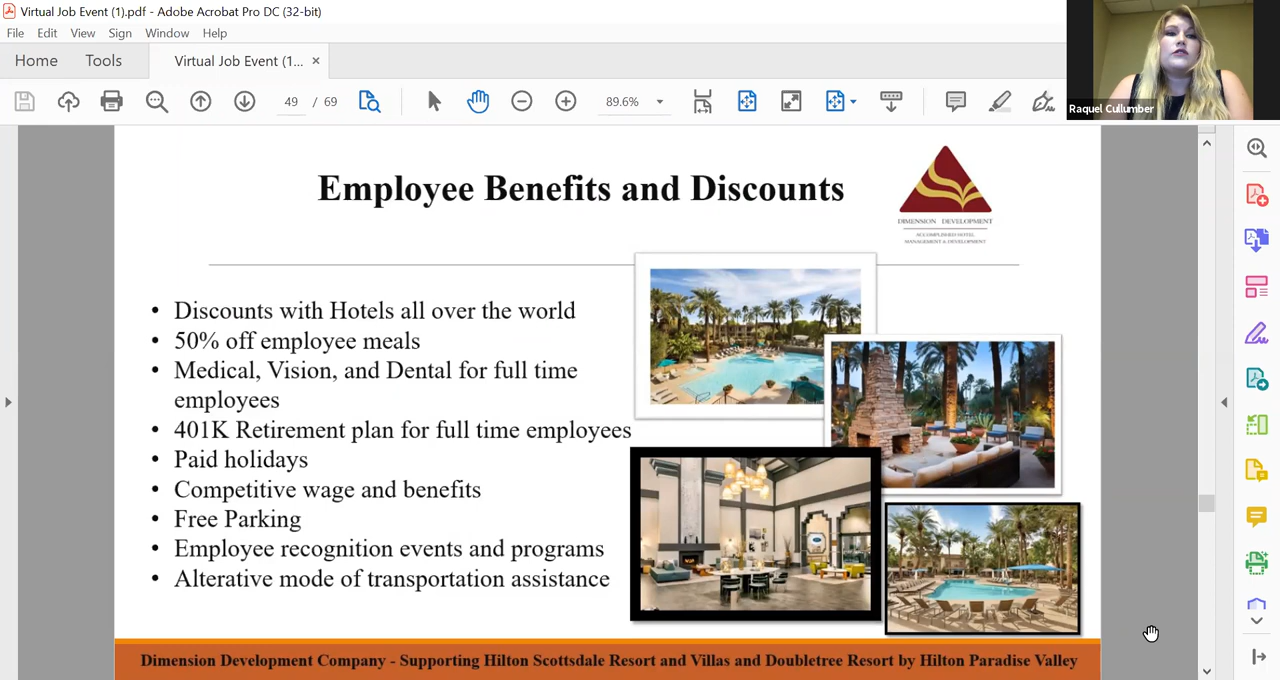 Virtual Job Event (1).pdf - Adobe Acrobat Pro DC (32-bit)
File Edit View Sign Window Help
Home Tools Virtual Job Event (1... ×
49 / 69 89.6%
Raquel Cullumber
Employee Benefits and Discounts
DIMENSION DEVELOPMENT
ACCOMPLISHED HOTEL
MANAGEMENT & DEVELOPMENT
• Discounts with Hotels all over the world
• 50% off employee meals
• Medical, Vision, and Dental for full time
employees
• 401K Retirement plan for full time employees
• Paid holidays
• Competitive wage and benefits
• Free Parking
• Employee recognition events and programs
• Alterative mode of transportation assistance
Dimension Development Company - Supporting Hilton Scottsdale Resort and Villas and Doubletree Resort by Hilton Paradise Valley